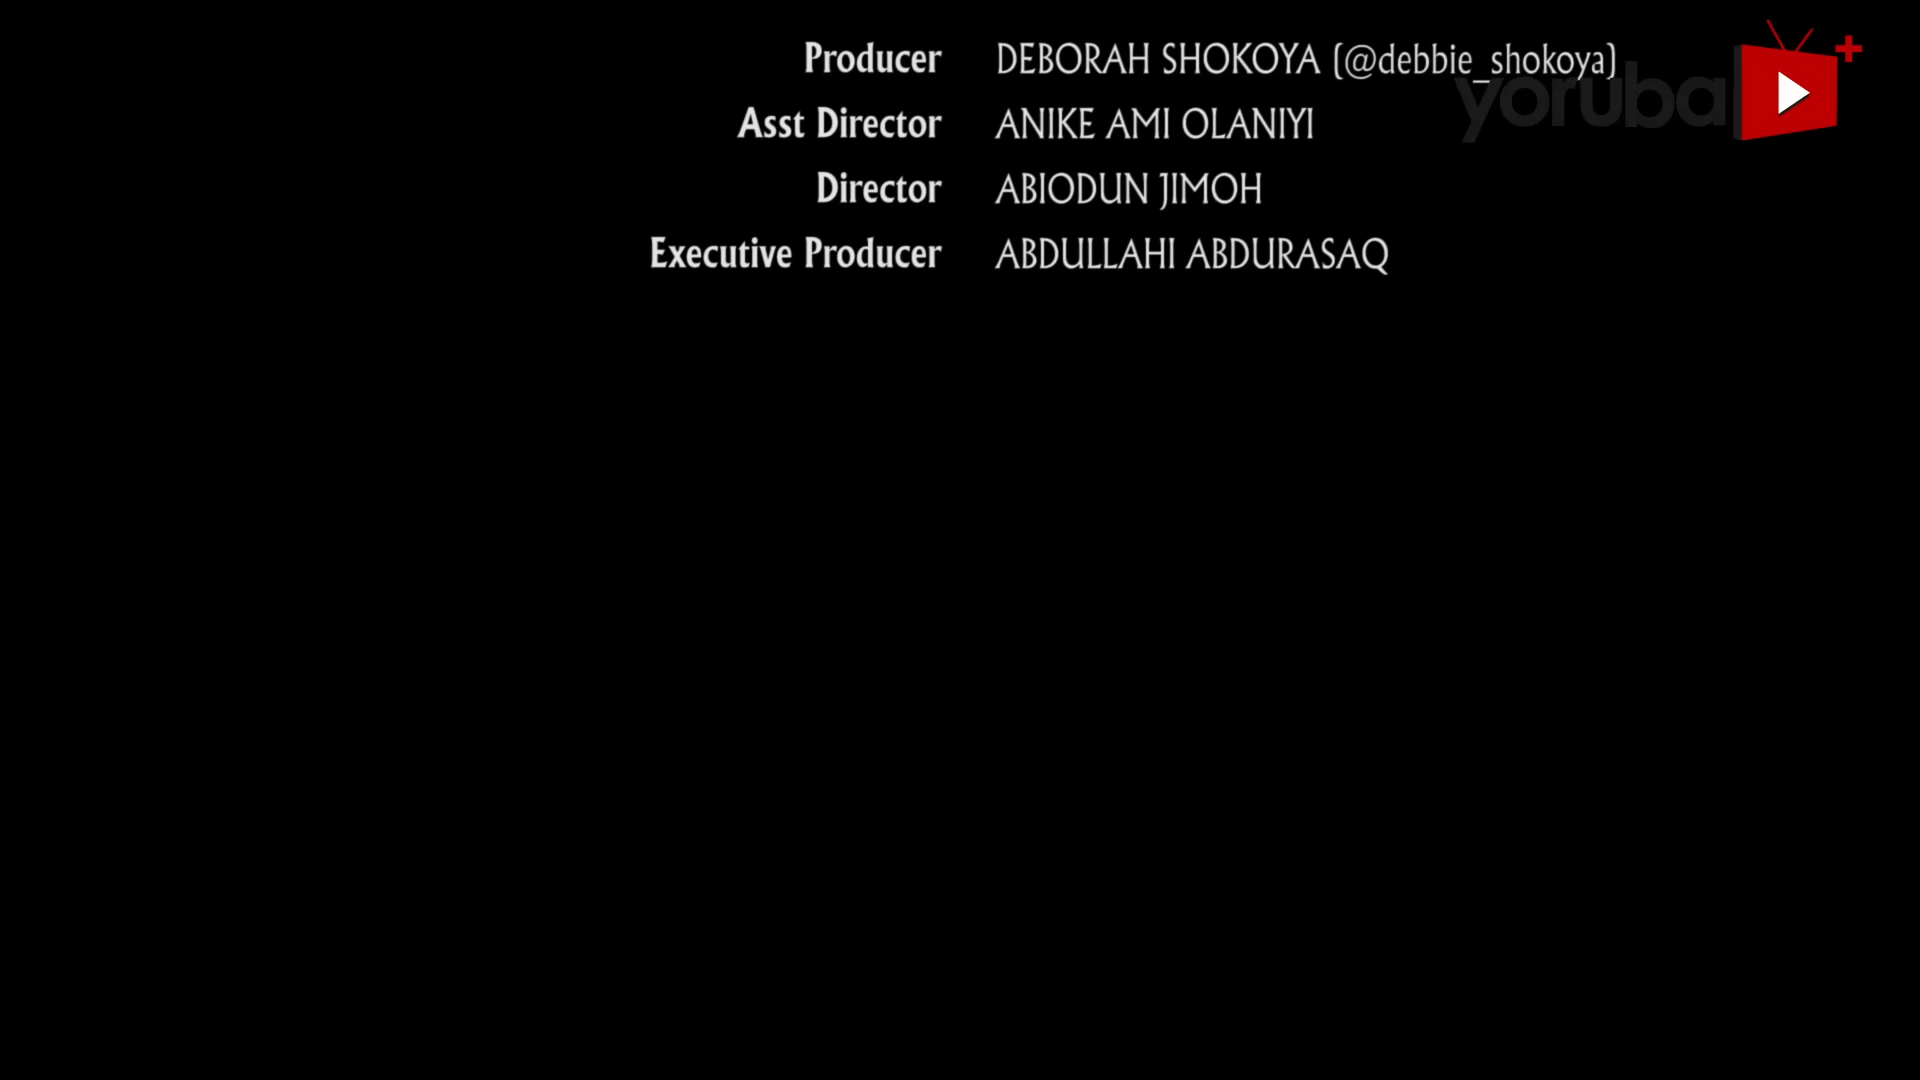 Producer DEBORAH SHOKOYA (@debbie_shokoya)
Asst Director ANIKE AMI OLANIYI
Director ABIODUN JIMOH
Executive Producer ABDULLAHI ABDURASAQ
yoruba +